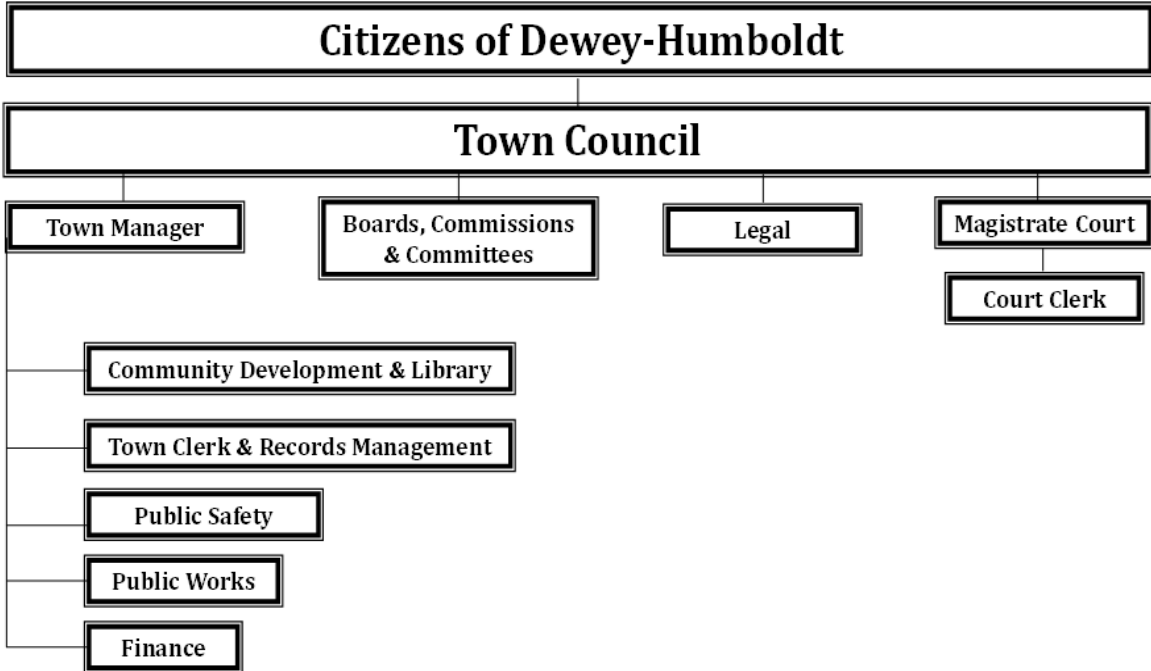 Citizens of Dewey-Humboldt
Town Council
Town Manager
Boards, Commissions
& Committees
Legal
Magistrate Court
Court Clerk
Community Development & Library
Town Clerk & Records Management
Public Safety
Public Works
Finance